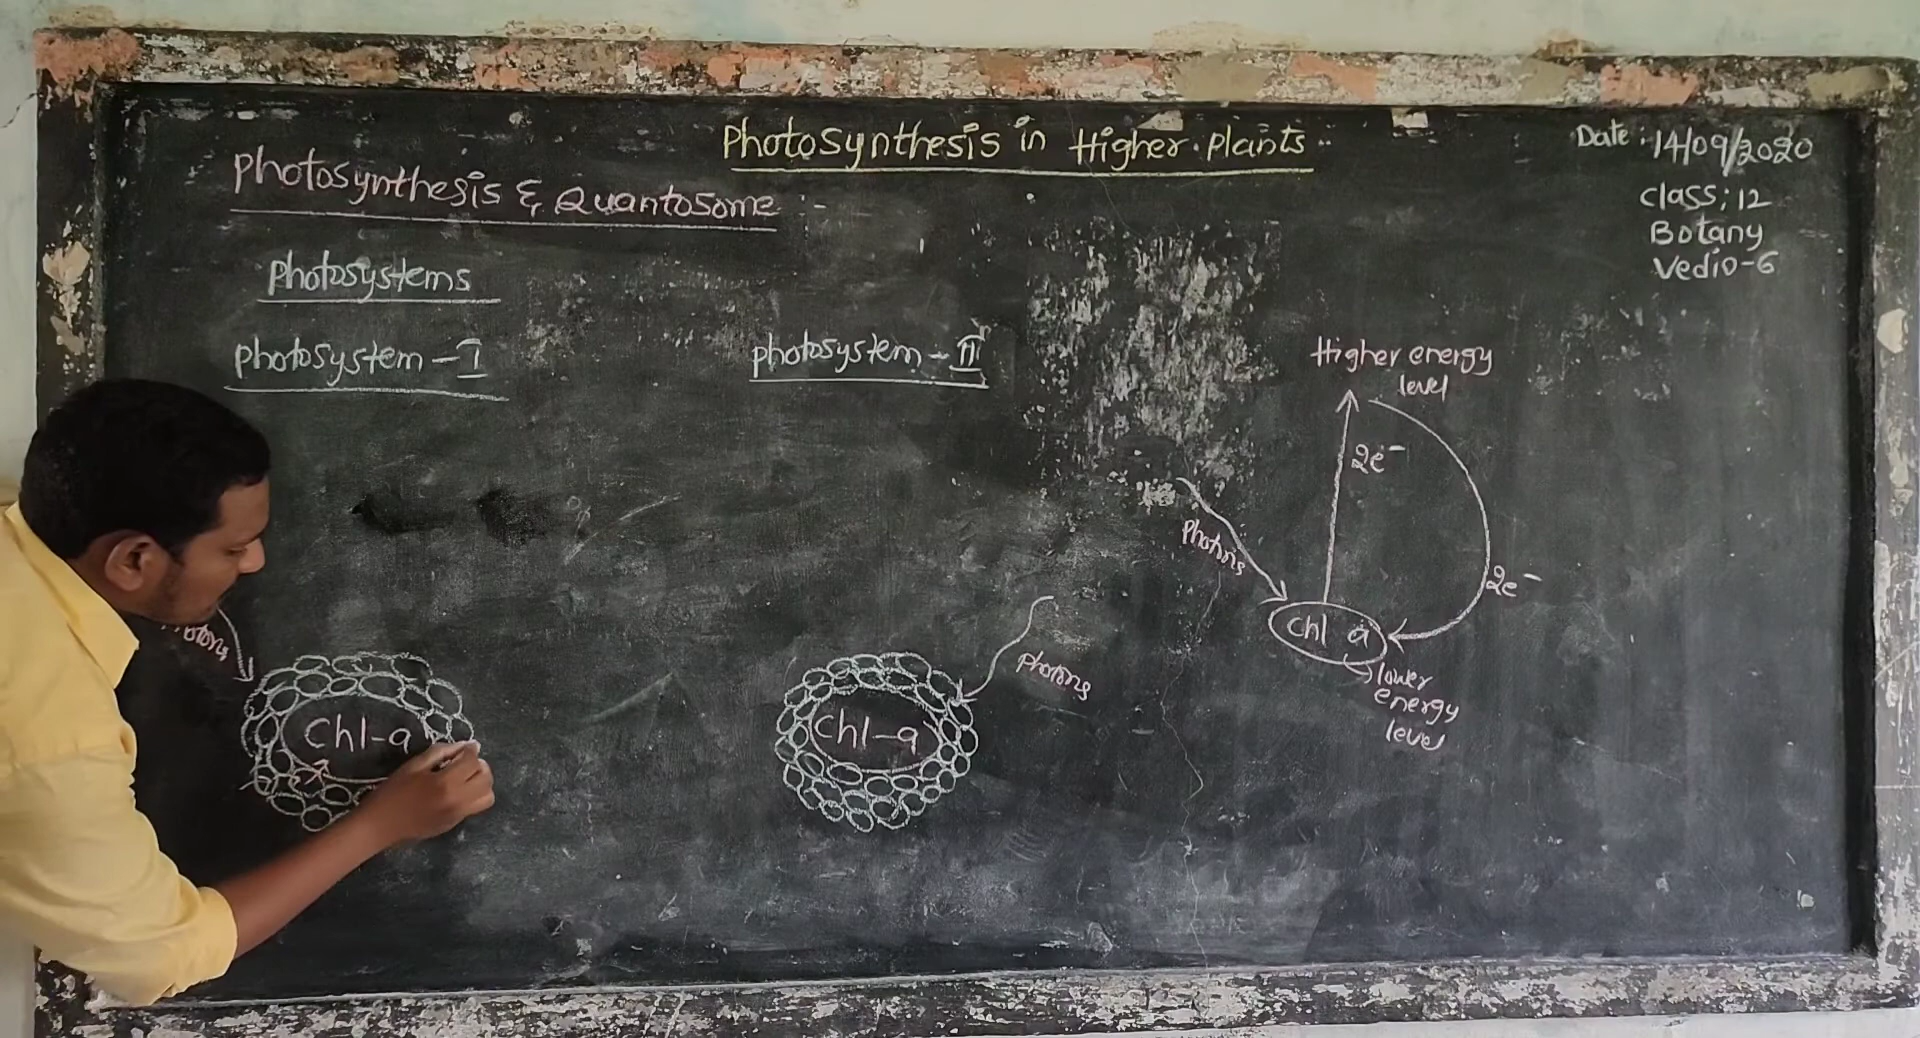 Photosynthesis in Higher Plants
Date: 14/09/2020
class; 12
Botany
Vedio-6
Photosynthesis & Quantosome :-
Photosystems
Photosystem - I
Photosystem - II
Higher energy
level
2e⁻
Photons
2e⁻
Chl a
lower
energy
level
Photons
Chl-a
Photons
Chl-a